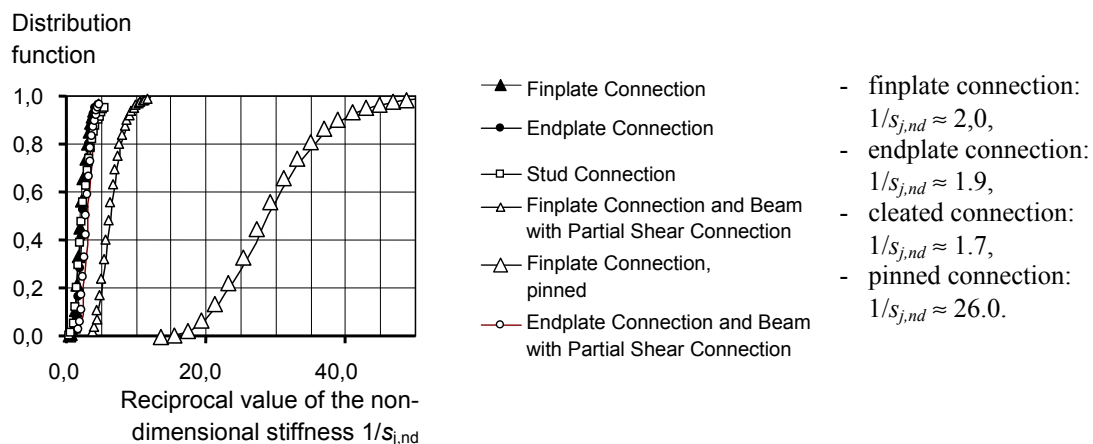 Distribution
function
1,0
0,8
0,6
0,4
0,2
0,0
0,0 20,0 40,0
Reciprocal value of the non-
dimensional stiffness 1/sj,nd
Finplate Connection
Endplate Connection
Stud Connection
Finplate Connection and Beam
with Partial Shear Connection
Finplate Connection,
pinned
Endplate Connection and Beam
with Partial Shear Connection
- finplate connection:
1/sj,nd ≈ 2,0,
- endplate connection:
1/sj,nd ≈ 1.9,
- cleated connection:
1/sj,nd ≈ 1.7,
- pinned connection:
1/sj,nd ≈ 26.0.